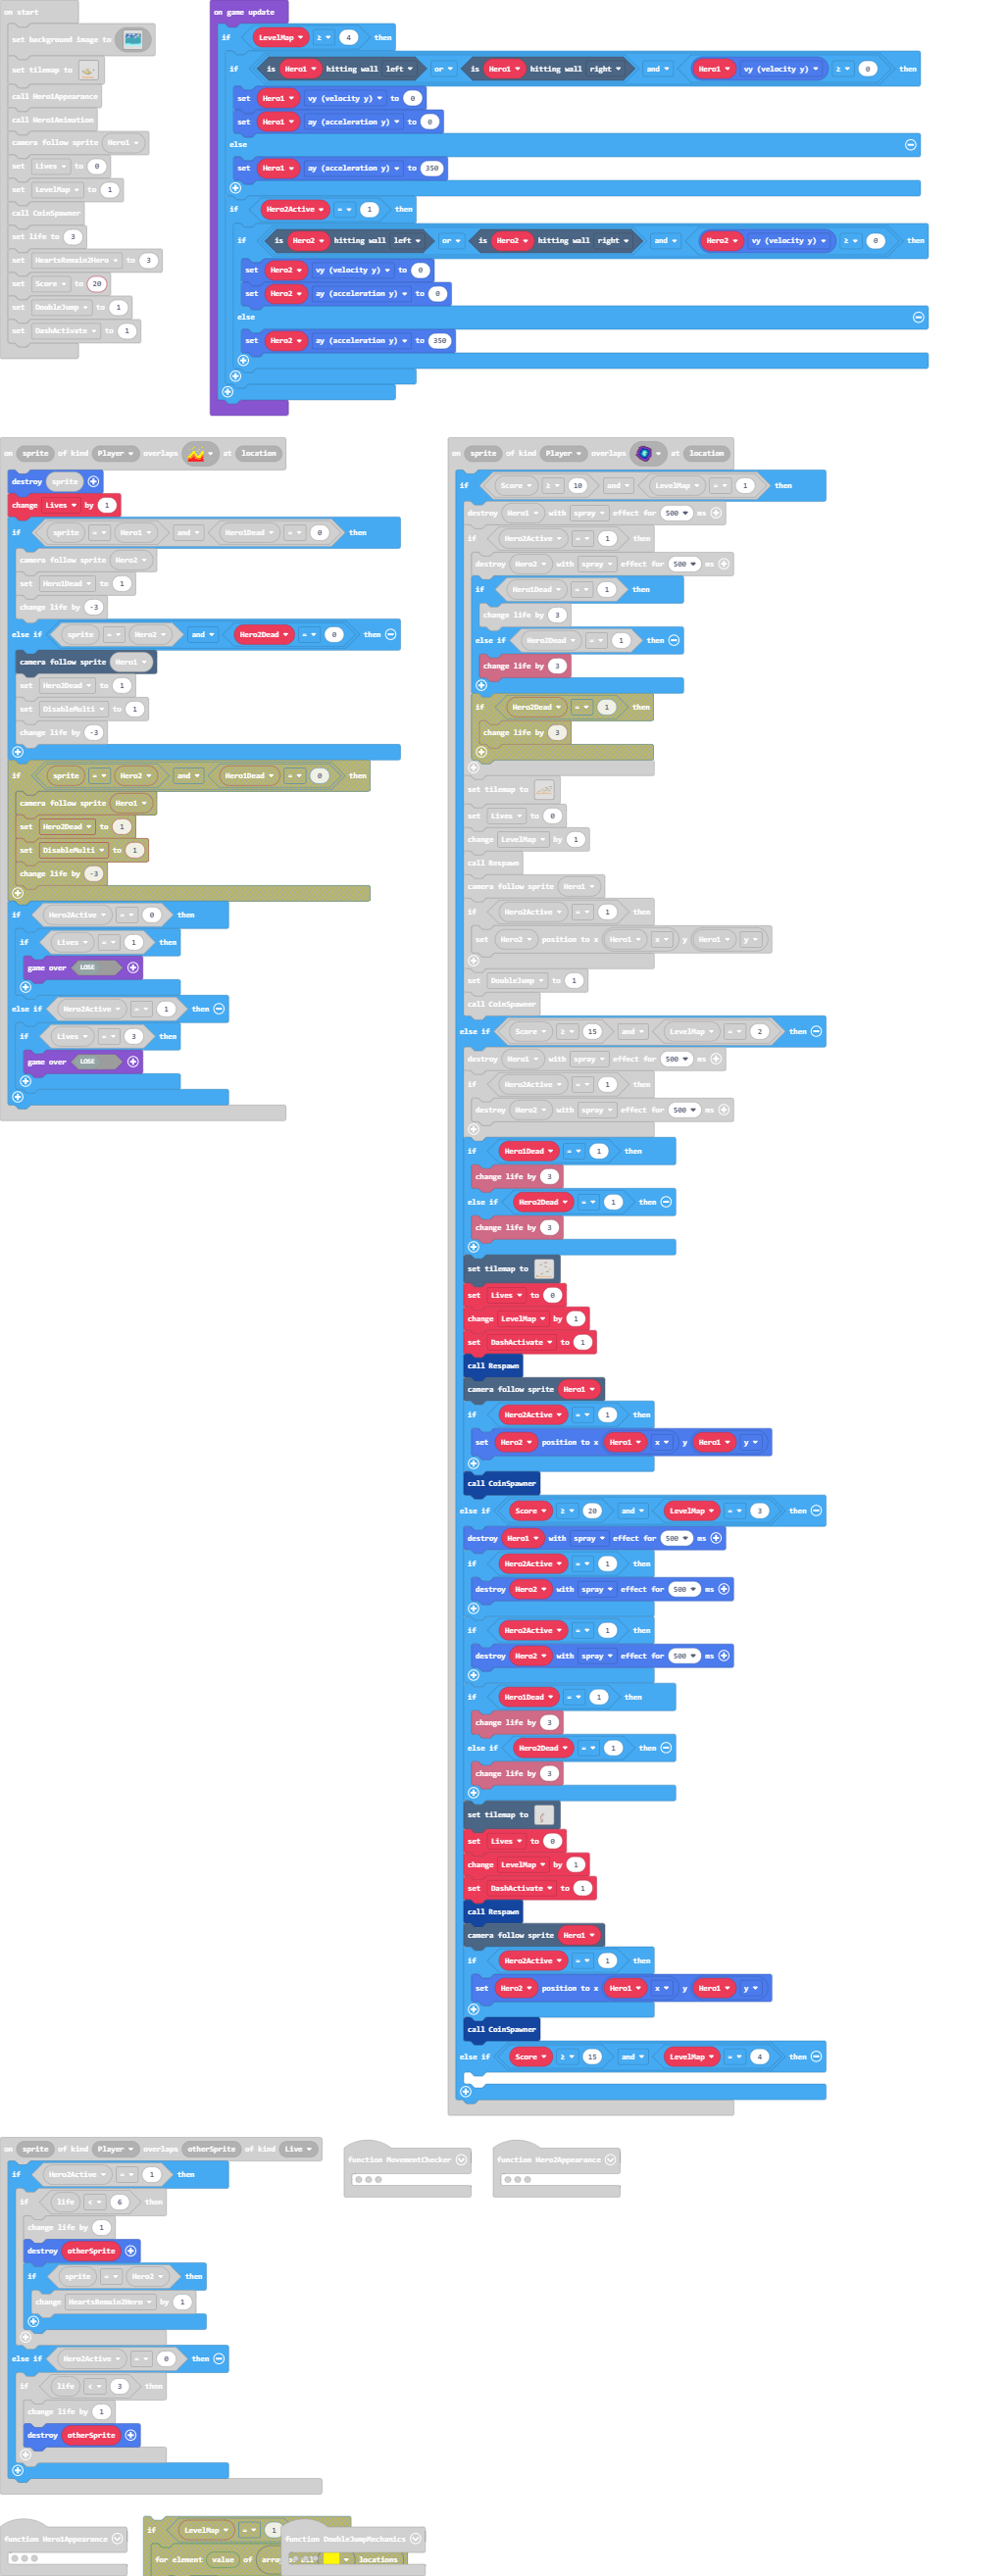 on start
set background image to
set tilemap to
call Hero1Appearance
call Hero1Animation
camera follow sprite Hero1
set Lives to 0
set LevelMap to 1
call CoinSpawner
set life to 3
set HeartsRemain2Hero to 3
set Score to 20
set DoubleJump to 1
set DashActivate to 1
on game update
if LevelMap ≥ 4 then
if is Hero1 hitting wall left or is Hero1 hitting wall right and Hero1 vy (velocity y) ≥ 0 then
set Hero1 vy (velocity y) to 0
set Hero1 ay (acceleration y) to 0
else
set Hero1 ay (acceleration y) to 350
if Hero2Active = 1 then
if is Hero2 hitting wall left or is Hero2 hitting wall right and Hero2 vy (velocity y) ≥ 0 then
set Hero2 vy (velocity y) to 0
set Hero2 ay (acceleration y) to 0
else
set Hero2 ay (acceleration y) to 350
on sprite of kind Player overlaps at location
destroy sprite
change Lives by 1
if sprite = Hero1 and Hero1Dead = 0 then
camera follow sprite Hero2
set Hero1Dead to 1
change life by -3
else if sprite = Hero2 and Hero2Dead = 0 then
camera follow sprite Hero1
set Hero2Dead to 1
set DisableMulti to 1
change life by -3
if sprite = Hero2 and Hero1Dead = 0 then
camera follow sprite Hero1
set Hero2Dead to 1
set DisableMulti to 1
change life by -3
if Hero2Active = 0 then
if Lives = 1 then
game over LOSE
else if Hero2Active = 1 then
if Lives = 3 then
game over LOSE
on sprite of kind Player overlaps at location
if Score ≥ 10 and LevelMap = 1 then
destroy Hero1 with spray effect for 500 ms
if Hero2Active = 1 then
destroy Hero2 with spray effect for 500 ms
if Hero1Dead = 1 then
change life by 3
else if Hero2Dead = 1 then
change life by 3
if Hero2Dead = 1 then
change life by 3
set tilemap to
set Lives to 0
change LevelMap by 1
call Respawn
camera follow sprite Hero1
if Hero2Active = 1 then
set Hero2 position to x Hero1 x y Hero1 y
set DoubleJump to 1
call CoinSpawner
else if Score ≥ 15 and LevelMap = 2 then
destroy Hero1 with spray effect for 500 ms
if Hero2Active = 1 then
destroy Hero2 with spray effect for 500 ms
if Hero1Dead = 1 then
change life by 3
else if Hero2Dead = 1 then
change life by 3
set tilemap to
set Lives to 0
change LevelMap by 1
set DashActivate to 1
call Respawn
camera follow sprite Hero1
if Hero2Active = 1 then
set Hero2 position to x Hero1 x y Hero1 y
call CoinSpawner
else if Score ≥ 20 and LevelMap = 3 then
destroy Hero1 with spray effect for 500 ms
if Hero2Active = 1 then
destroy Hero2 with spray effect for 500 ms
if Hero2Active = 1 then
destroy Hero2 with spray effect for 500 ms
if Hero1Dead = 1 then
change life by 3
else if Hero2Dead = 1 then
change life by 3
set tilemap to
set Lives to 0
change LevelMap by 1
set DashActivate to 1
call Respawn
camera follow sprite Hero1
if Hero2Active = 1 then
set Hero2 position to x Hero1 x y Hero1 y
call CoinSpawner
else if Score ≥ 15 and LevelMap = 4 then
on sprite of kind Player overlaps otherSprite of kind Live
if Hero2Active = 1 then
if life < 6 then
change life by 1
destroy otherSprite
if sprite = Hero2 then
change HeartsRemain2Hero by 1
else if Hero2Active = 0 then
if life < 3 then
change life by 1
destroy otherSprite
function MovementChecker
function Hero2Appearance
function Hero1Appearance
if LevelMap = 1
for element value of array all locations
function DoubleJumpMechanics